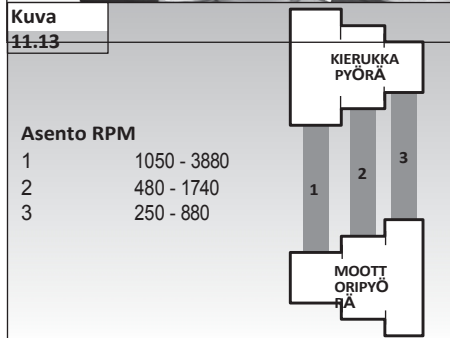 Kuva
11.13
KIERUKKA
PYÖRÄ
Asento RPM
1 1050 - 3880
2 480 - 1740
3 250 - 880
1
2
3
MOOTT
ORIPYÖ
RÄ